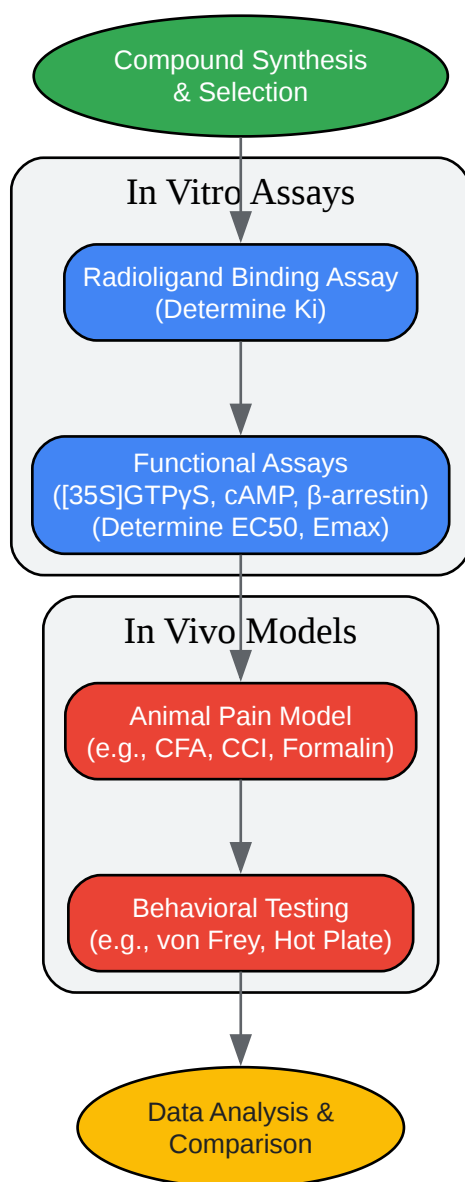 Compound Synthesis
& Selection
In Vitro Assays
Radioligand Binding Assay
(Determine Ki)
Functional Assays
([35S]GTPγS, cAMP, β-arrestin)
(Determine EC50, Emax)
In Vivo Models
Animal Pain Model
(e.g., CFA, CCI, Formalin)
Behavioral Testing
(e.g., von Frey, Hot Plate)
Data Analysis &
Comparison